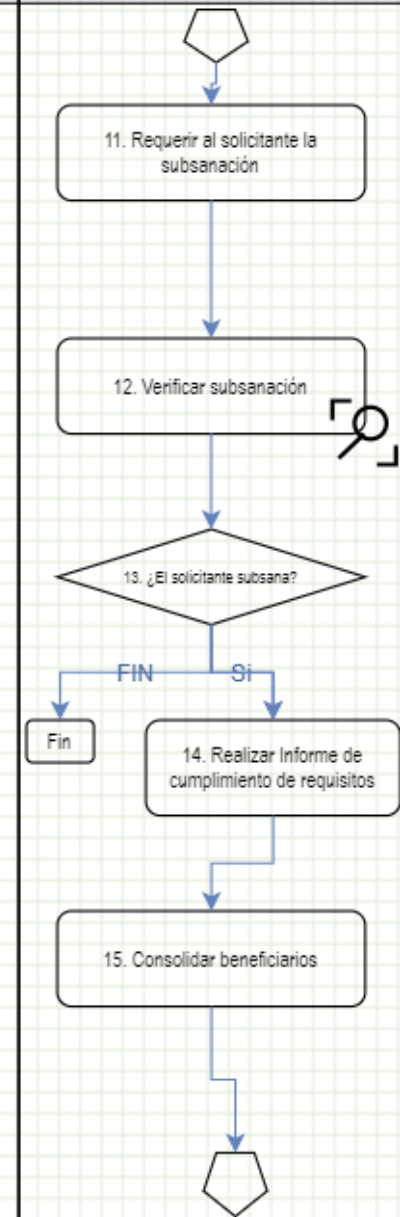 11. Requerir al solicitante la
subsanación
12. Verificar subsanación
13. ¿El solicitante subsana?
FIN
Si
Fin
14. Realizar Informe de
cumplimiento de requisitos
15. Consolidar beneficiarios